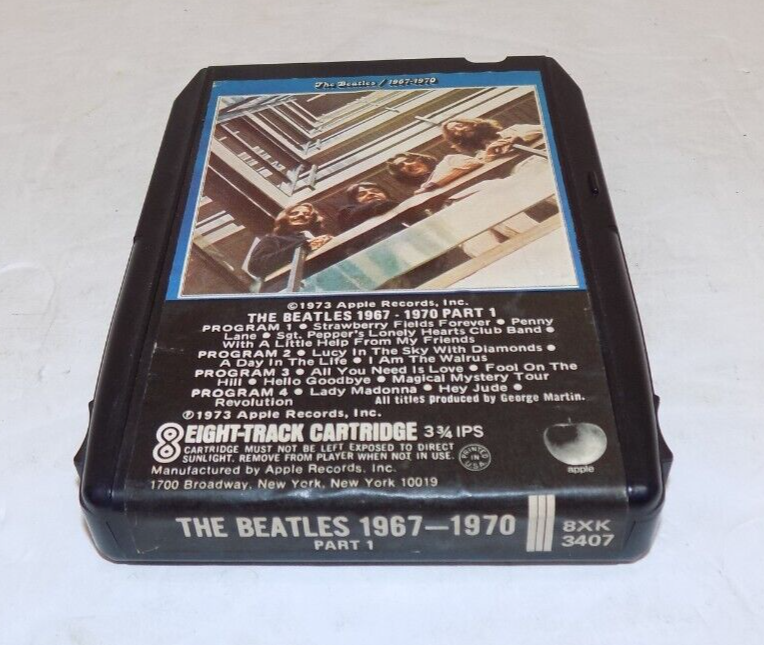 The Beatles / 1967-1970
©1973 Apple Records, Inc.
THE BEATLES 1967 - 1970 PART 1
PROGRAM 1 • Strawberry Fields Forever • Penny
Lane • Sgt. Pepper's Lonely Hearts Club Band •
With A Little Help From My Friends
PROGRAM 2 • Lucy In The Sky With Diamonds •
A Day In The Life • I Am The Walrus
PROGRAM 3 • All You Need Is Love • Fool On The
Hill • Hello Goodbye • Magical Mystery Tour
PROGRAM 4 • Lady Madonna • Hey Jude •
Revolution All titles produced by George Martin.
℗1973 Apple Records, Inc.
8 EIGHT-TRACK CARTRIDGE 3¾ IPS
CARTRIDGE MUST NOT BE LEFT EXPOSED TO DIRECT
SUNLIGHT. REMOVE FROM PLAYER WHEN NOT IN USE.
PRINTED IN U.S.A.
apple
Manufactured by Apple Records, Inc.
1700 Broadway, New York, New York 10019
THE BEATLES 1967—1970
PART 1
8XK
3407